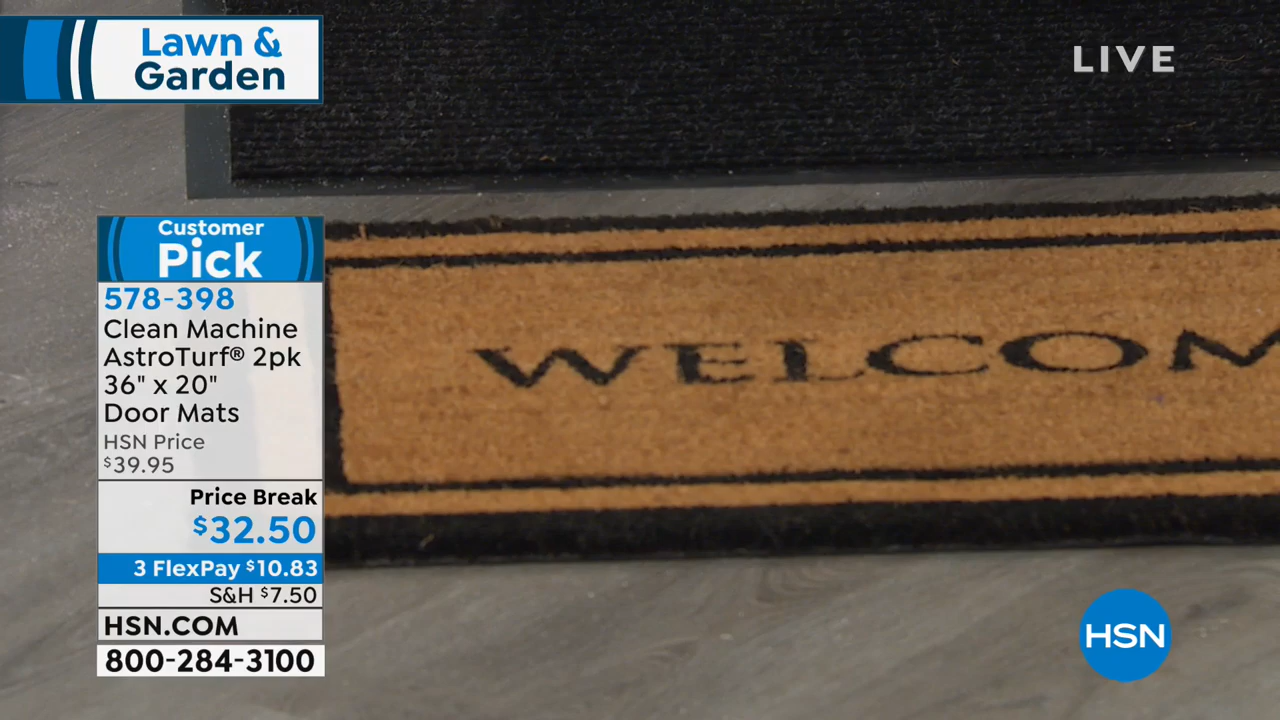 Lawn &
Garden
LIVE
Customer
Pick
578-398
Clean Machine
AstroTurf® 2pk
36" x 20"
Door Mats
HSN Price
$39.95
Price Break
$32.50
3 FlexPay $10.83
S&H $7.50
HSN.COM
800-284-3100
WELCOM
HSN